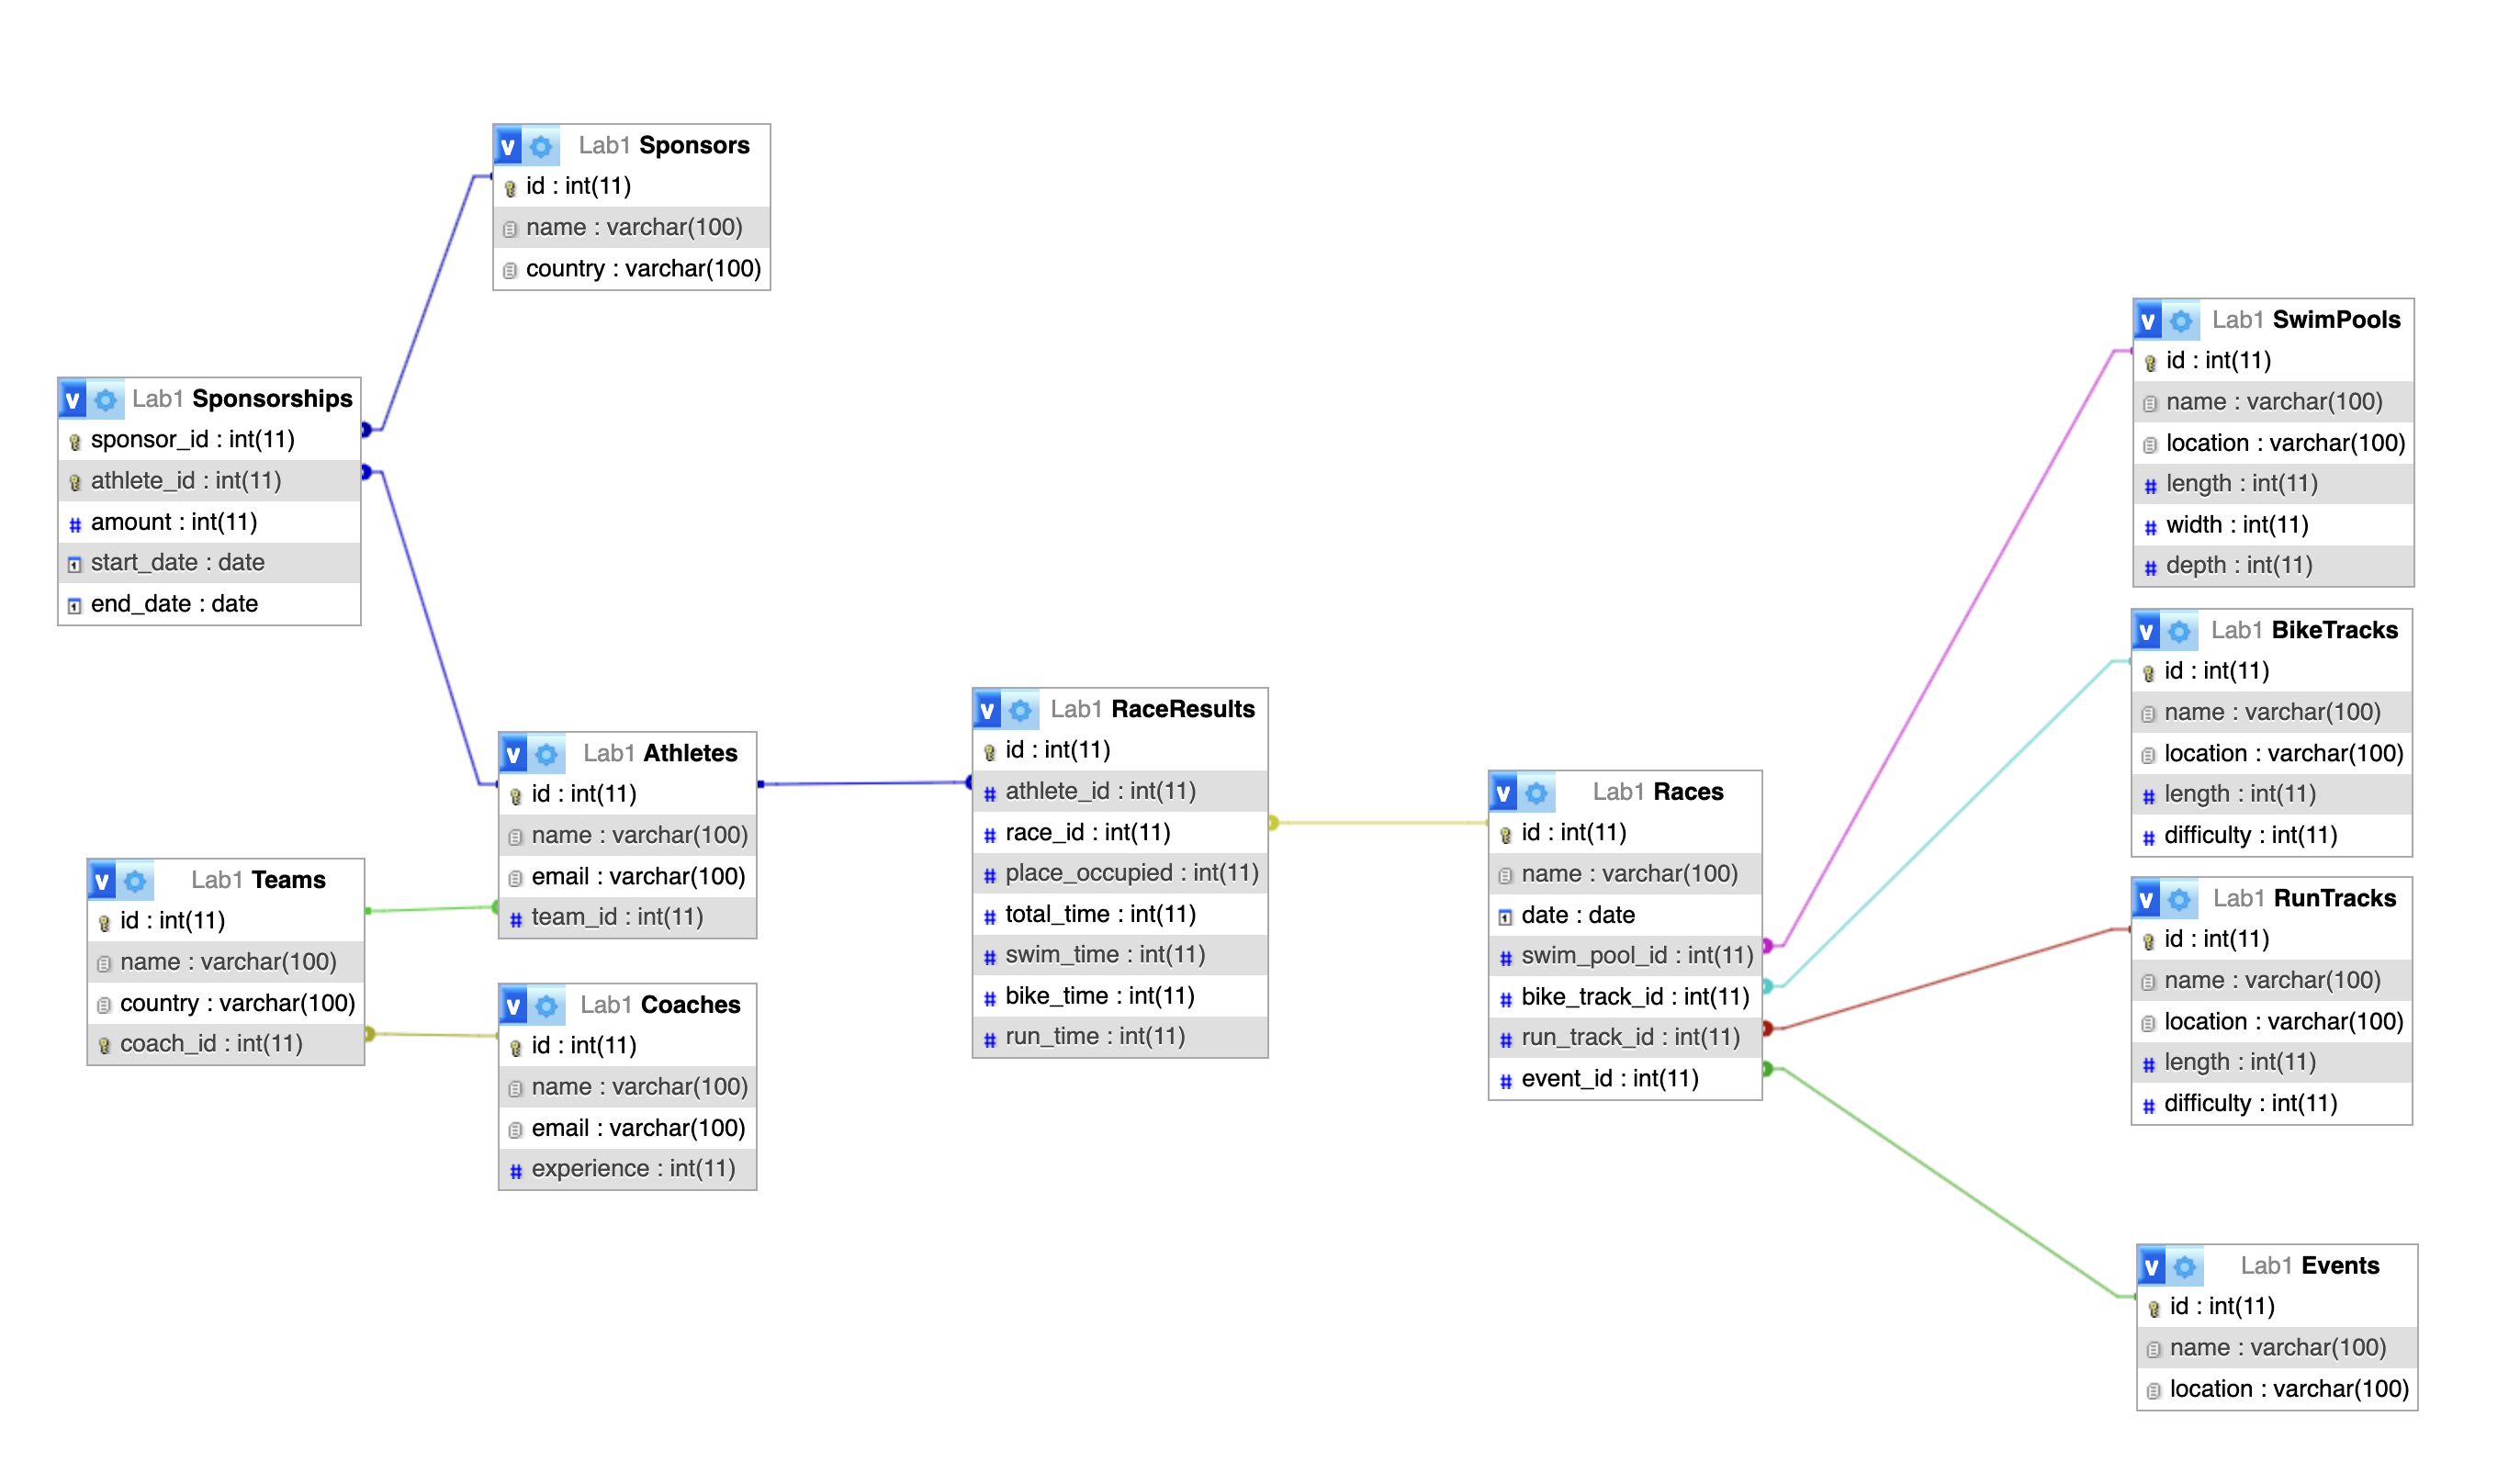 v Lab1 Sponsors
id : int(11)
name : varchar(100)
country : varchar(100)
v Lab1 Sponsorships
sponsor_id : int(11)
athlete_id : int(11)
# amount : int(11)
start_date : date
end_date : date
v Lab1 Athletes
id : int(11)
name : varchar(100)
email : varchar(100)
# team_id : int(11)
v Lab1 Teams
id : int(11)
name : varchar(100)
country : varchar(100)
coach_id : int(11)
v Lab1 Coaches
id : int(11)
name : varchar(100)
email : varchar(100)
# experience : int(11)
v Lab1 RaceResults
id : int(11)
# athlete_id : int(11)
# race_id : int(11)
# place_occupied : int(11)
# total_time : int(11)
# swim_time : int(11)
# bike_time : int(11)
# run_time : int(11)
v Lab1 Races
id : int(11)
name : varchar(100)
date : date
# swim_pool_id : int(11)
# bike_track_id : int(11)
# run_track_id : int(11)
# event_id : int(11)
v Lab1 SwimPools
id : int(11)
name : varchar(100)
location : varchar(100)
# length : int(11)
# width : int(11)
# depth : int(11)
v Lab1 BikeTracks
id : int(11)
name : varchar(100)
location : varchar(100)
# length : int(11)
# difficulty : int(11)
v Lab1 RunTracks
id : int(11)
name : varchar(100)
location : varchar(100)
# length : int(11)
# difficulty : int(11)
v Lab1 Events
id : int(11)
name : varchar(100)
location : varchar(100)